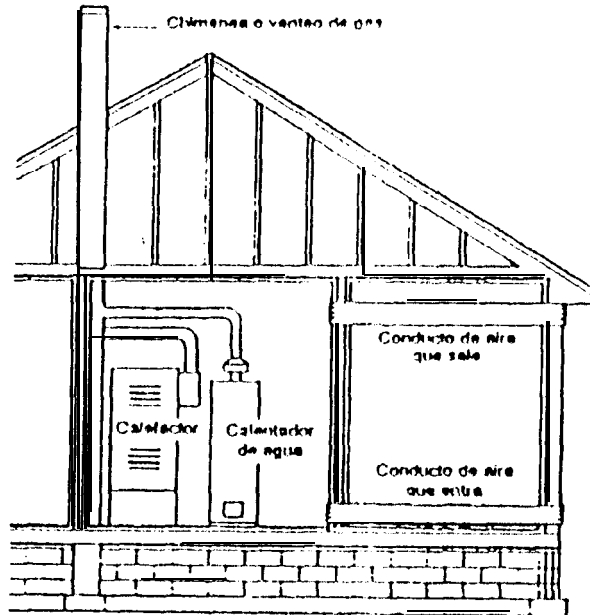 Chimenea o venteo de gas
Conducto de aire
que sale
Calefactor
Calentador
de agua
Conducto de aire
que entra